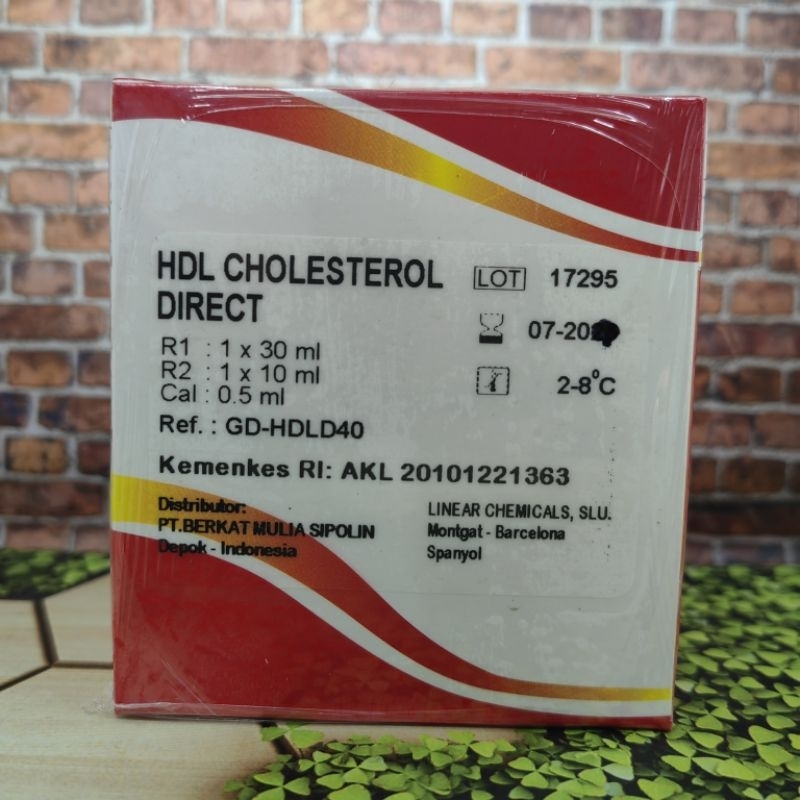 HDL CHOLESTEROL
DIRECT
R1 : 1 x 30 ml
R2 : 1 x 10 ml
Cal : 0.5 ml
Ref. : GD-HDLD40
LOT 17295
2-8°C
Kemenkes RI: AKL 20101221363
Distributor:
PT.BERKAT MULIA SIPOLIN
Depok - Indonesia
LINEAR CHEMICALS, SLU.
Montgat - Barcelona
Spanyol